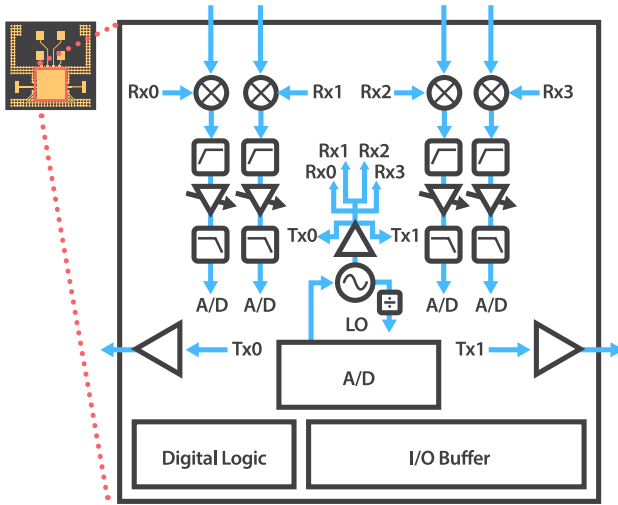 Rx0
Rx1
Rx2
Rx3
Rx1 Rx2
Rx0 Rx3
Tx0 Tx1
A/D A/D
A/D A/D
LO
÷
Tx0
Tx1
A/D
Digital Logic
I/O Buffer